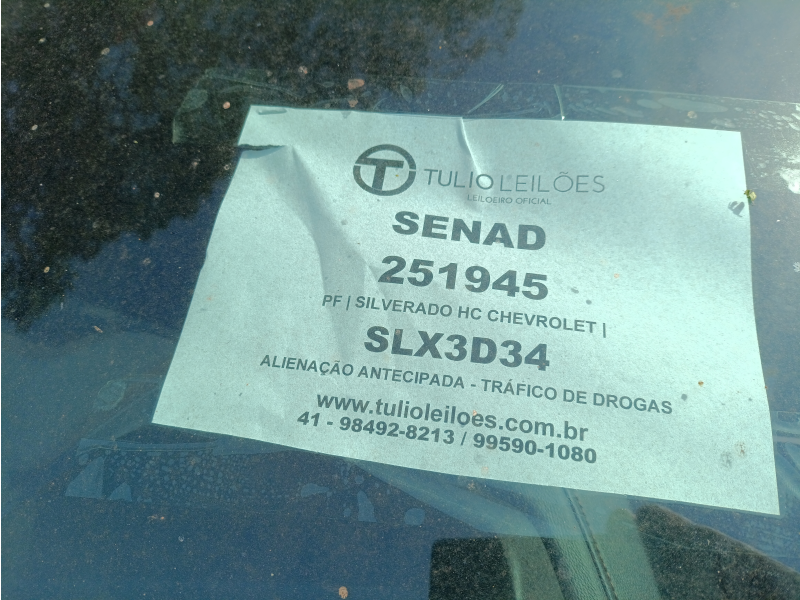 TULIO LEILÕES
LEILOEIRO OFICIAL
SENAD
251945
PF | SILVERADO HC CHEVROLET |
SLX3D34
ALIENAÇÃO ANTECIPADA - TRÁFICO DE DROGAS
www.tulioleiloes.com.br
41 - 98492-8213 / 99590-1080